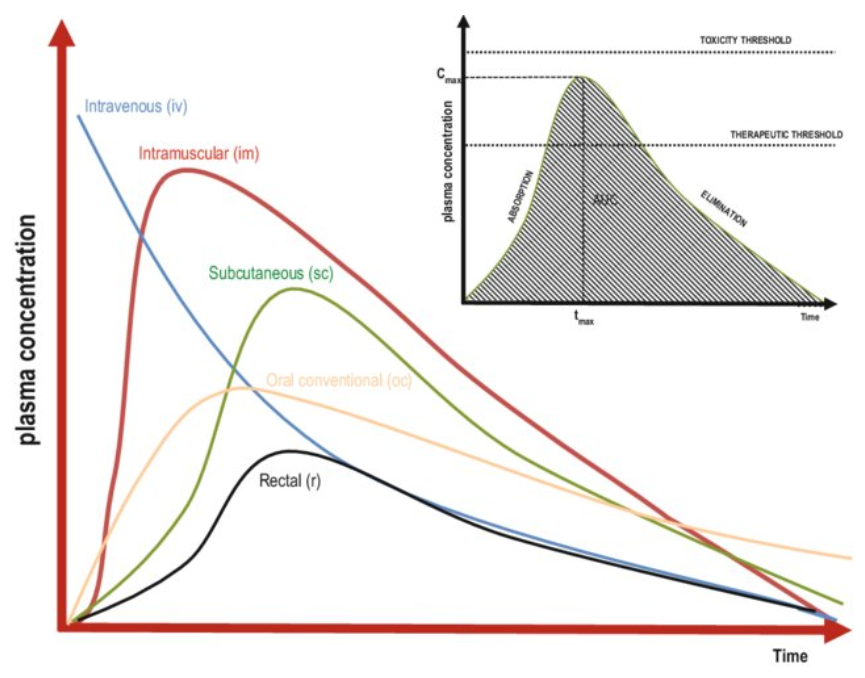 Intravenous (iv)
Intramuscular (im)
Subcutaneous (sc)
Oral conventional (oc)
Rectal (r)
plasma concentration
Time
TOXICITY THRESHOLD
Cmax
THERAPEUTIC THRESHOLD
plasma concentration
ABSORPTION
AUC
ELIMINATION
tmax
Time